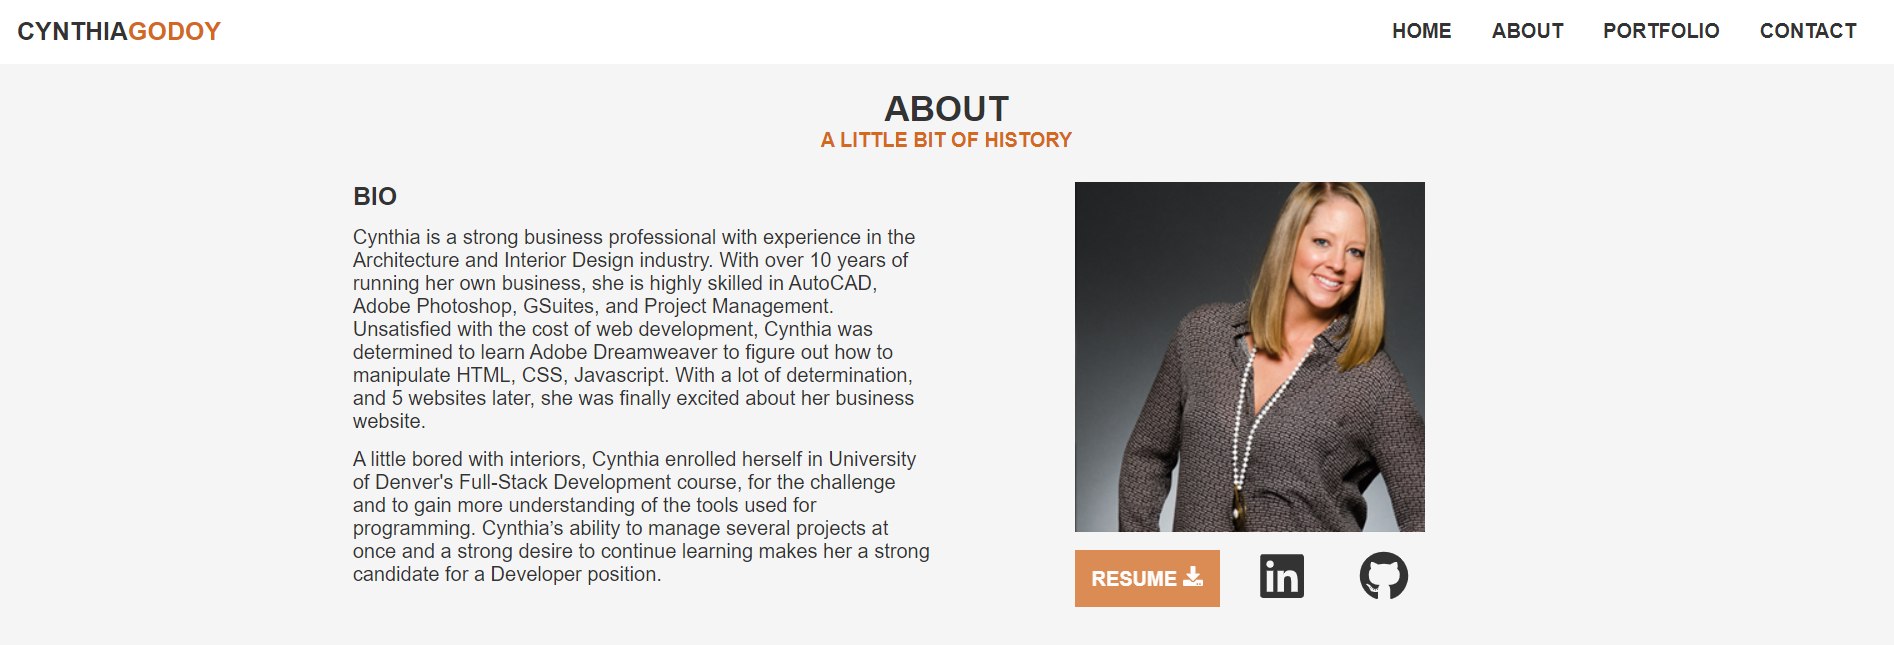 CYNTHIAGODOY
HOME ABOUT PORTFOLIO CONTACT
ABOUT
A LITTLE BIT OF HISTORY
BIO
Cynthia is a strong business professional with experience in the
Architecture and Interior Design industry. With over 10 years of
running her own business, she is highly skilled in AutoCAD,
Adobe Photoshop, GSuites, and Project Management.
Unsatisfied with the cost of web development, Cynthia was
determined to learn Adobe Dreamweaver to figure out how to
manipulate HTML, CSS, Javascript. With a lot of determination,
and 5 websites later, she was finally excited about her business
website.
A little bored with interiors, Cynthia enrolled herself in University
of Denver's Full-Stack Development course, for the challenge
and to gain more understanding of the tools used for
programming. Cynthia’s ability to manage several projects at
once and a strong desire to continue learning makes her a strong
candidate for a Developer position.
RESUME
in